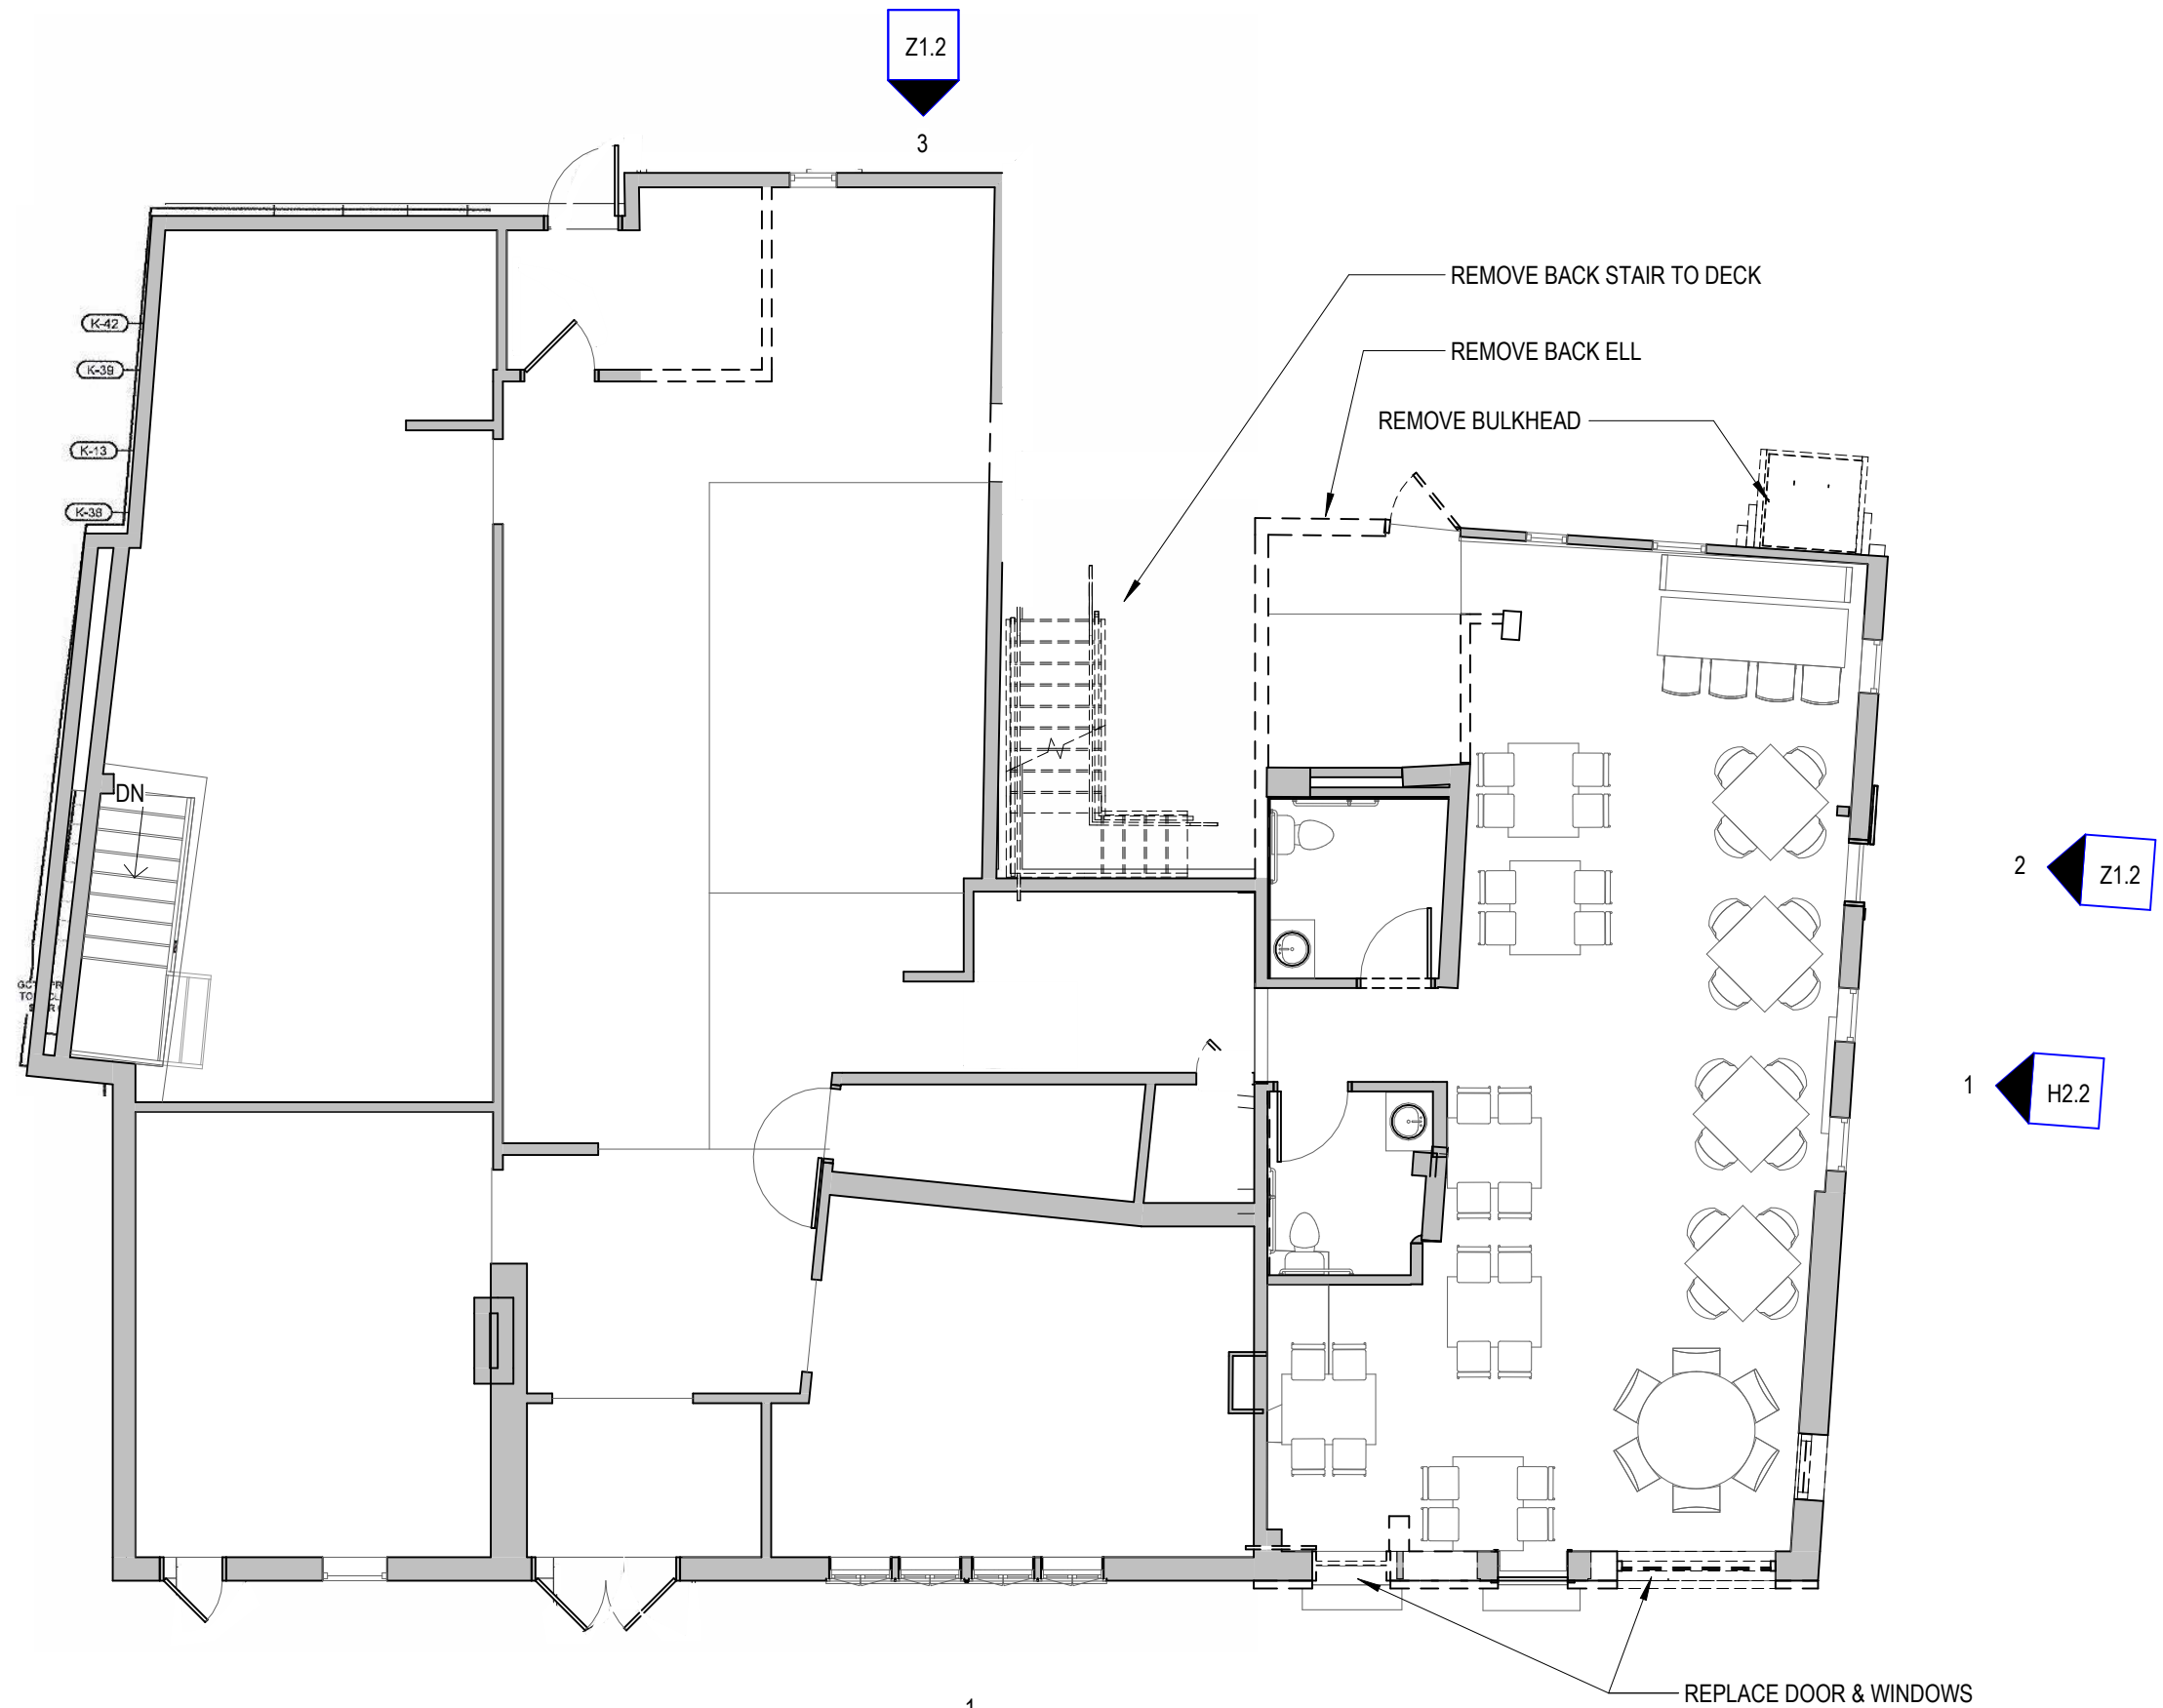 Z1.2
3
REMOVE BACK STAIR TO DECK
K-42
REMOVE BACK ELL
K-39
REMOVE BULKHEAD
K-13
K-38
DN
2
Z1.2
1
H2.2
REPLACE DOOR & WINDOWS
1